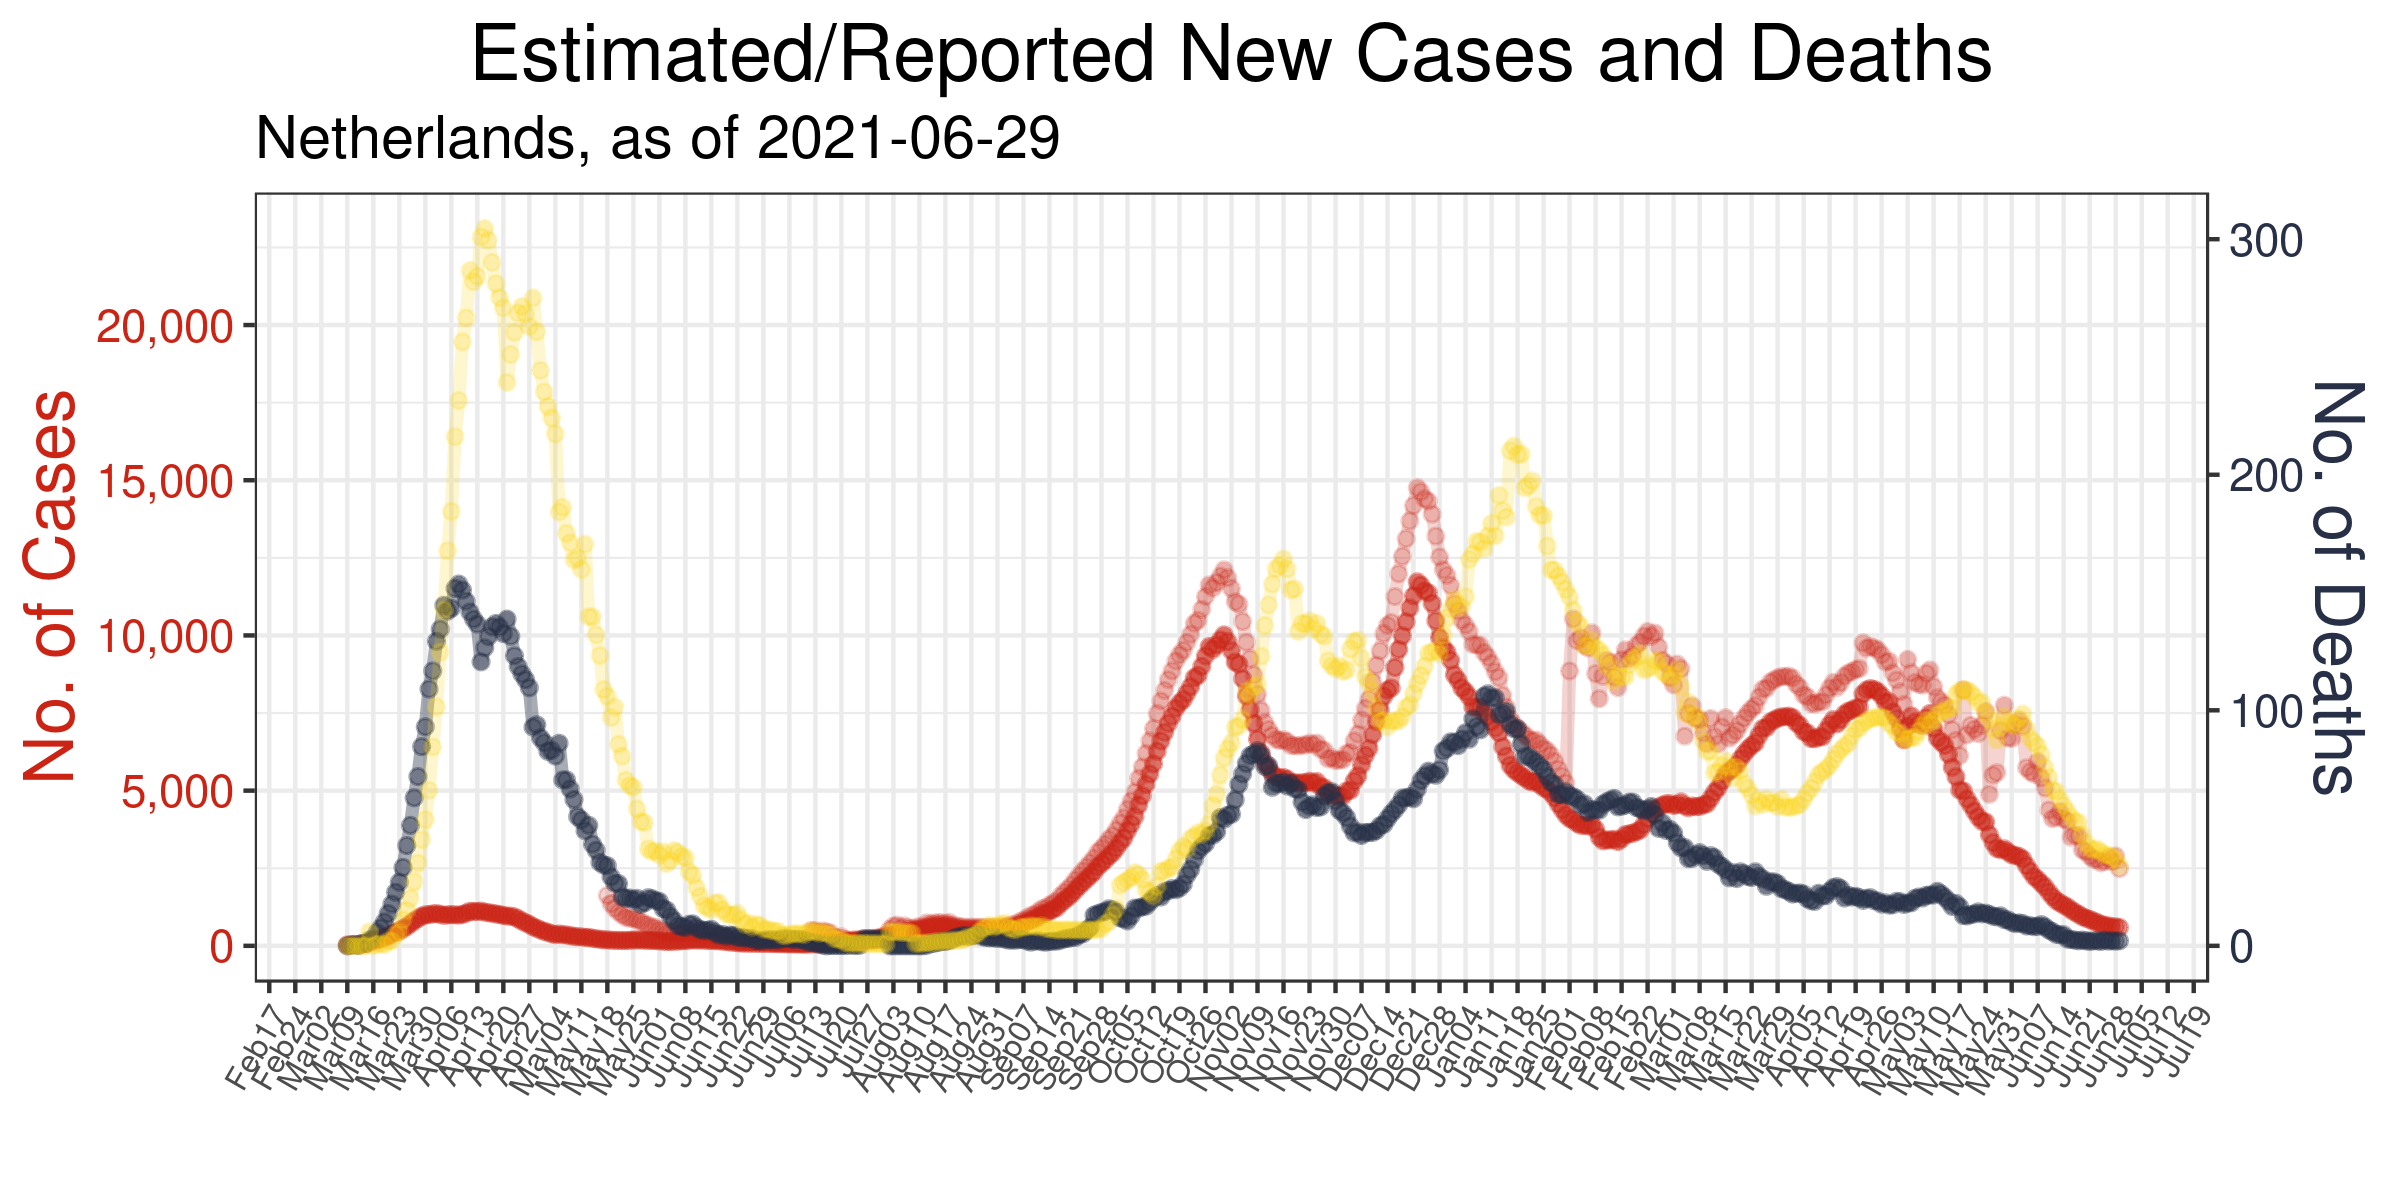 Estimated/Reported New Cases and Deaths
Netherlands, as of 2021-06-29
No. of Cases
20,000
15,000
10,000
5,000
0
300
200
100
0
No. of Deaths
Feb17
Feb24
Mar02
Mar09
Mar16
Mar23
Mar30
Apr06
Apr13
Apr20
Apr27
May04
May11
May18
May25
Jun01
Jun08
Jun15
Jun22
Jun29
Jul06
Jul13
Jul20
Jul27
Aug03
Aug10
Aug17
Aug24
Aug31
Sep07
Sep14
Sep21
Sep28
Oct05
Oct12
Oct19
Oct26
Nov02
Nov09
Nov16
Nov23
Nov30
Dec07
Dec14
Dec21
Dec28
Jan04
Jan11
Jan18
Jan25
Feb01
Feb08
Feb15
Feb22
Mar01
Mar08
Mar15
Mar22
Mar29
Apr05
Apr12
Apr19
Apr26
May03
May10
May17
May24
May31
Jun07
Jun14
Jun21
Jun28
Jul05
Jul12
Jul19